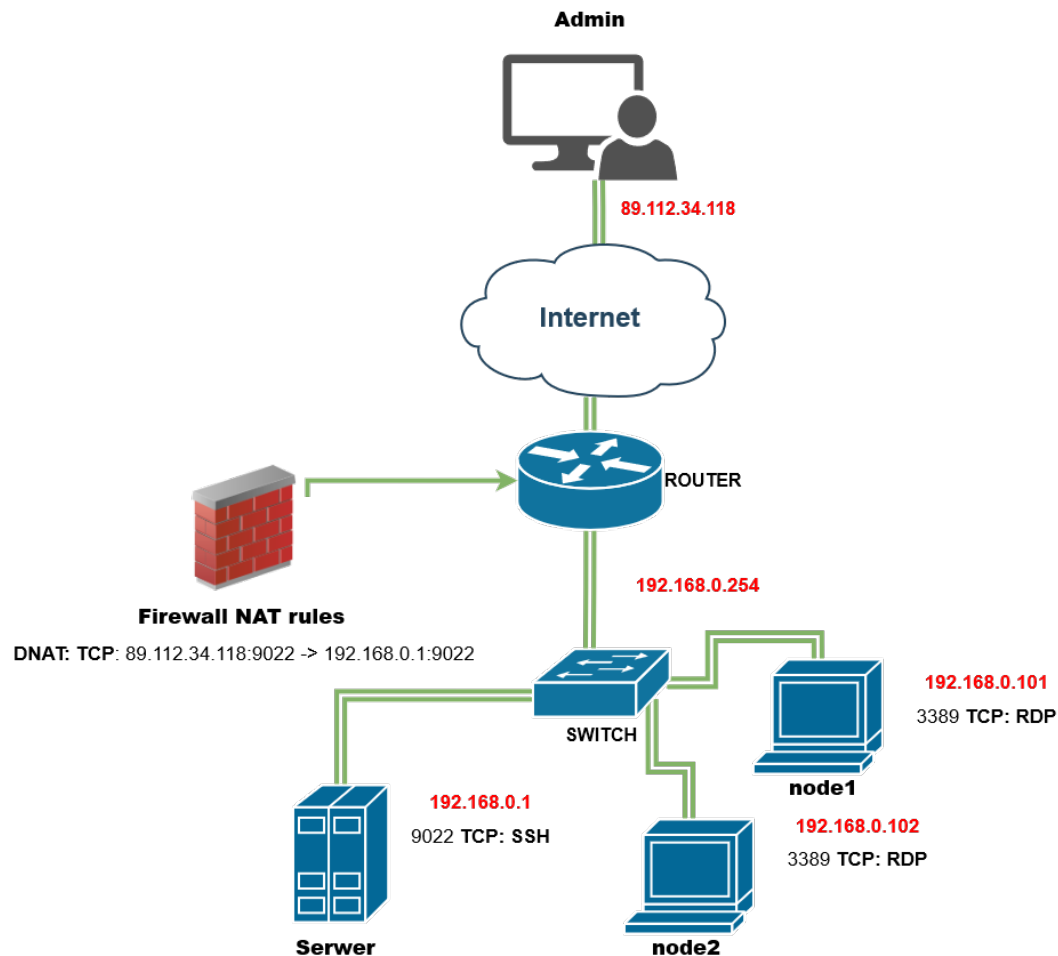 Admin
89.112.34.118
Internet
ROUTER
192.168.0.254
Firewall NAT rules
DNAT: TCP: 89.112.34.118:9022 -> 192.168.0.1:9022
SWITCH
192.168.0.101
3389 TCP: RDP
node1
192.168.0.1
9022 TCP: SSH
192.168.0.102
3389 TCP: RDP
Serwer
node2